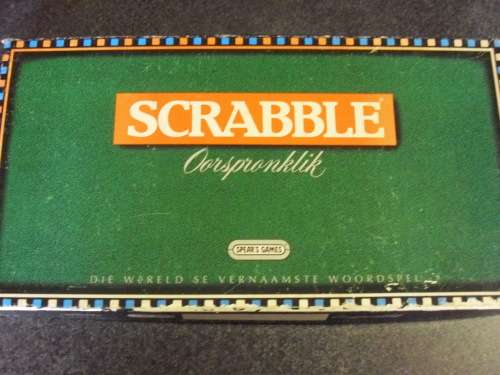 SCRABBLE
Oorspronklik
SPEAR'S GAMES
DIE WêRELD SE VERNAAMSTE WOORDSPEL